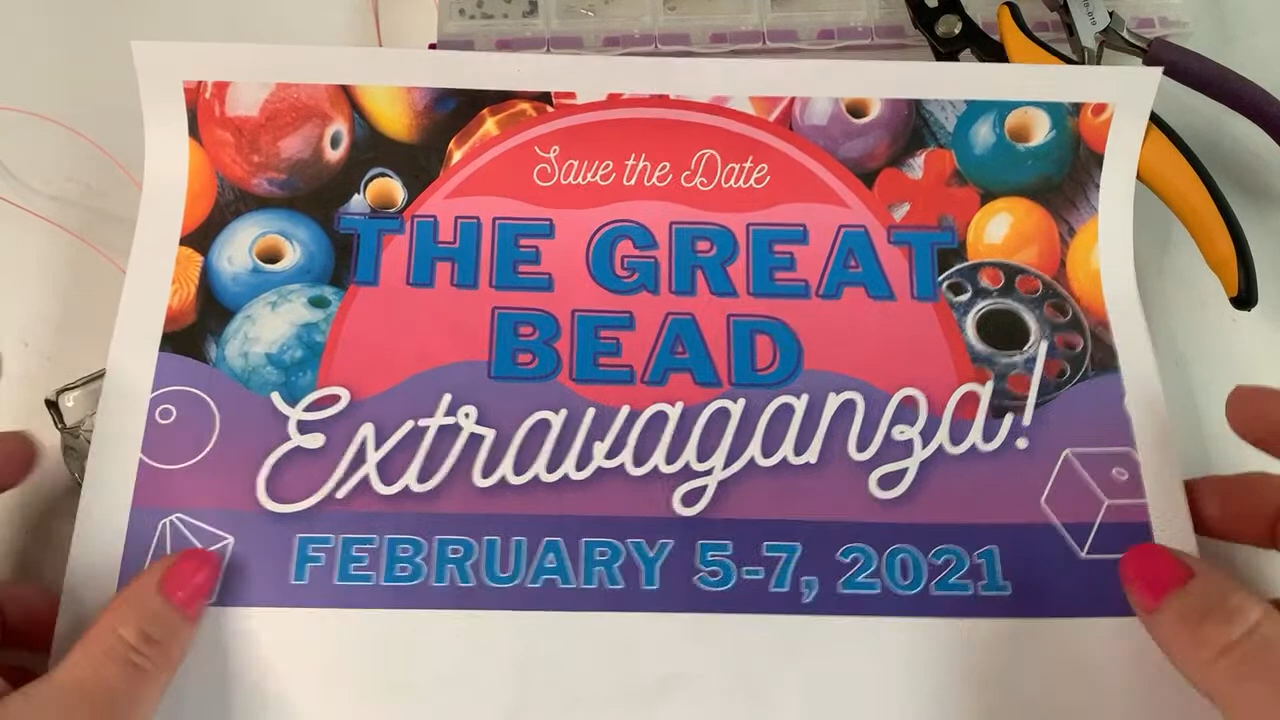 Save the Date
THE GREAT
BEAD
Extravaganza!
FEBRUARY 5-7, 2021